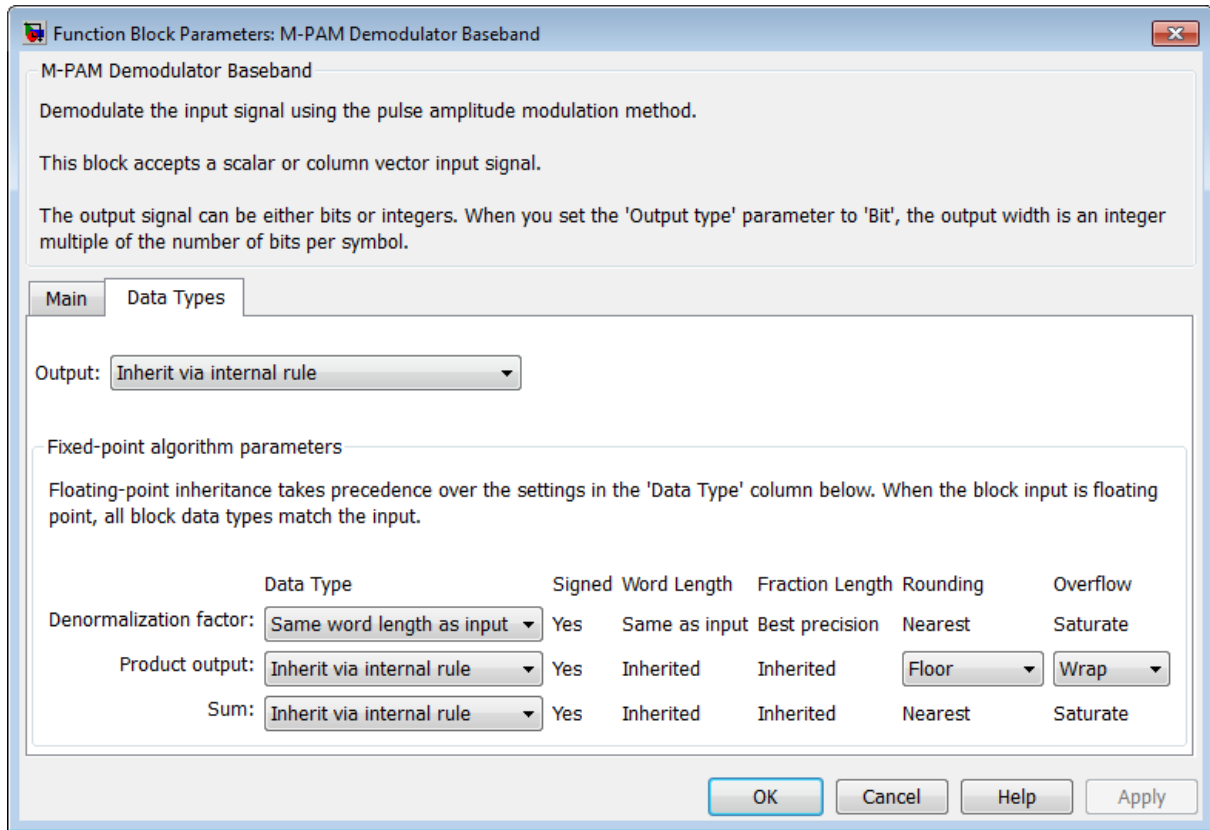 Function Block Parameters: M-PAM Demodulator Baseband
M-PAM Demodulator Baseband
Demodulate the input signal using the pulse amplitude modulation method.
This block accepts a scalar or column vector input signal.
The output signal can be either bits or integers. When you set the 'Output type' parameter to 'Bit', the output width is an integer
multiple of the number of bits per symbol.
Main Data Types
Output: Inherit via internal rule
Fixed-point algorithm parameters
Floating-point inheritance takes precedence over the settings in the 'Data Type' column below. When the block input is floating
point, all block data types match the input.
Data Type Signed Word Length Fraction Length Rounding Overflow
Denormalization factor: Same word length as input Yes Same as input Best precision Nearest Saturate
Product output: Inherit via internal rule Yes Inherited Inherited Floor Wrap
Sum: Inherit via internal rule Yes Inherited Inherited Nearest Saturate
OK Cancel Help Apply